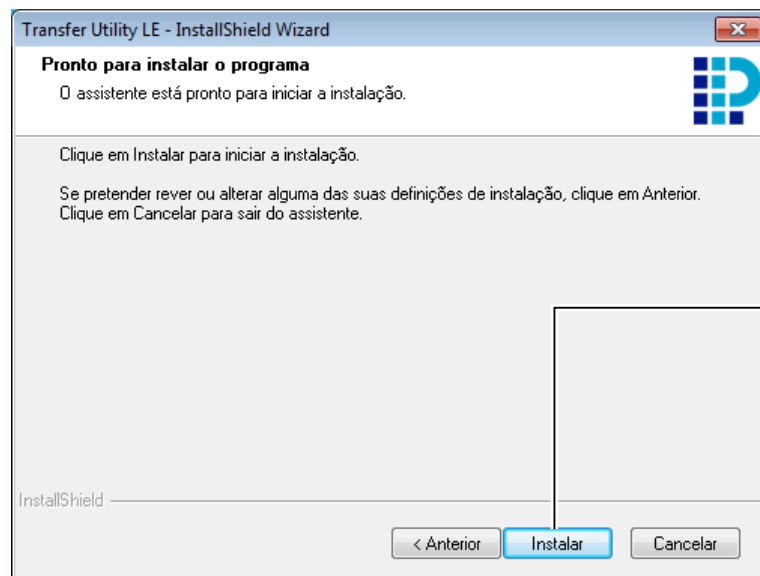 Transfer Utility LE - InstallShield Wizard
Pronto para instalar o programa
O assistente está pronto para iniciar a instalação.
Clique em Instalar para iniciar a instalação.
Se pretender rever ou alterar alguma das suas definições de instalação, clique em Anterior.
Clique em Cancelar para sair do assistente.
InstallShield
< Anterior
Instalar
Cancelar